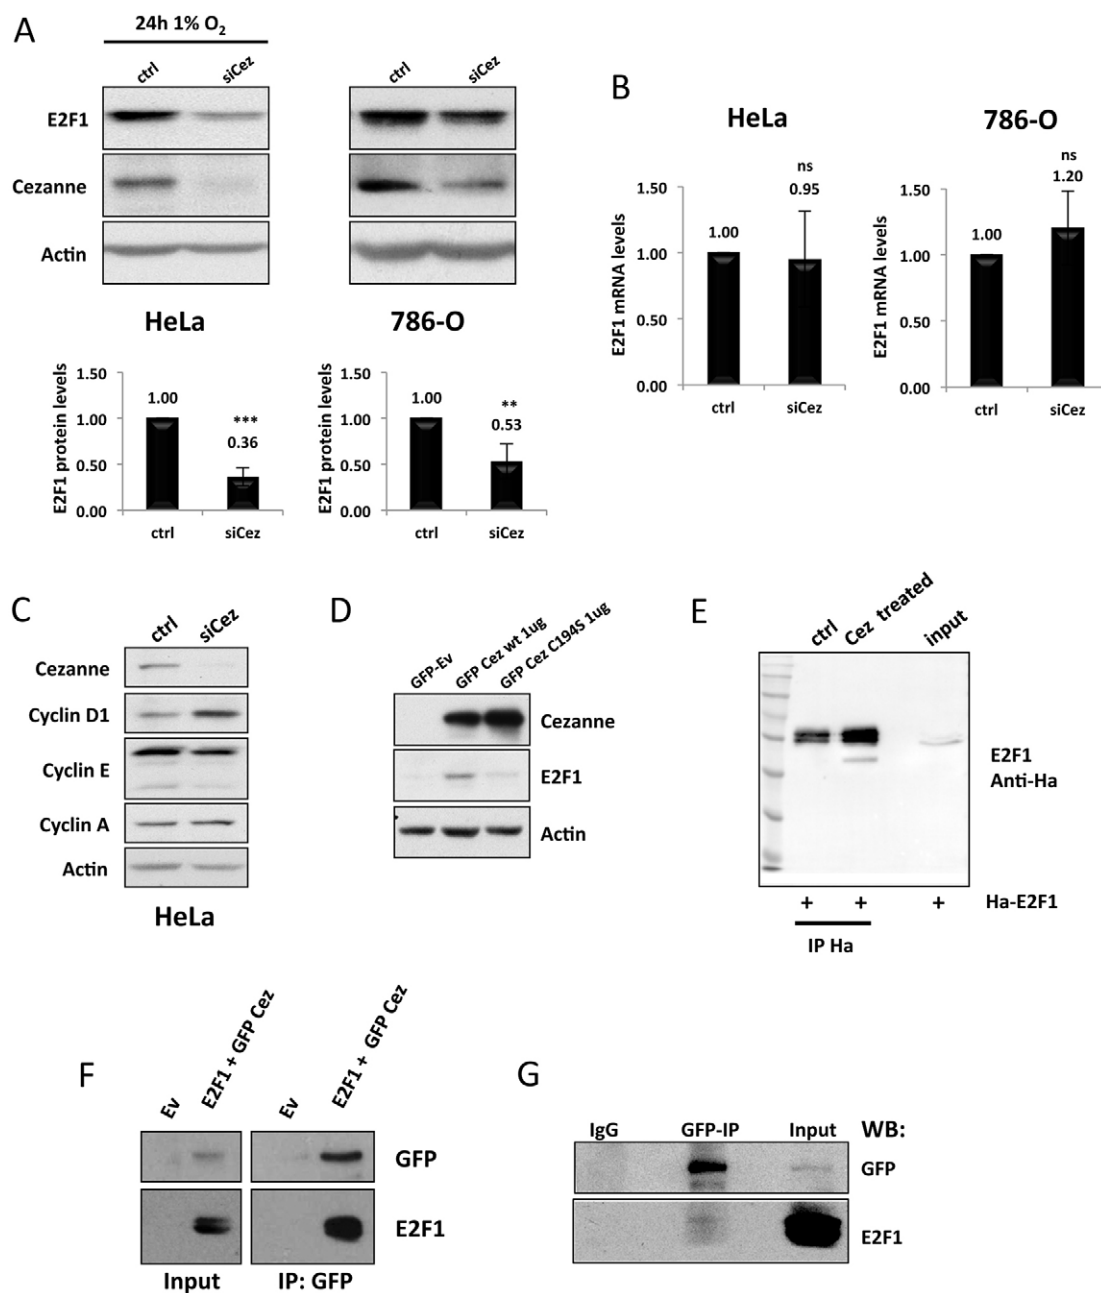 A
24h 1% O₂
ctrl siCez ctrl siCez
E2F1
Cezanne
Actin
HeLa 786-O
E2F1 protein levels
1.50
1.00
0.50
0.00
1.00
***
0.36
ctrl siCez
E2F1 protein levels
1.50
1.00
0.50
0.00
1.00
**
0.53
ctrl siCez
B
HeLa
E2F1 mRNA levels
1.50
1.00
0.50
0.00
1.00
ns
0.95
ctrl siCez
786-O
E2F1 mRNA levels
1.50
1.00
0.50
0.00
1.00
ns
1.20
ctrl siCez
C
ctrl siCez
Cezanne
Cyclin D1
Cyclin E
Cyclin A
Actin
HeLa
D
GFP-Ev
GFP Cez wt 1ug
GFP Cez C194S 1ug
Cezanne
E2F1
Actin
E
ctrl
Cez treated
input
E2F1
Anti-Ha
+ + + Ha-E2F1
IP Ha
F
Ev
E2F1 + GFP Cez
Ev
E2F1 + GFP Cez
GFP
E2F1
Input IP: GFP
G
IgG GFP-IP Input WB:
GFP
E2F1